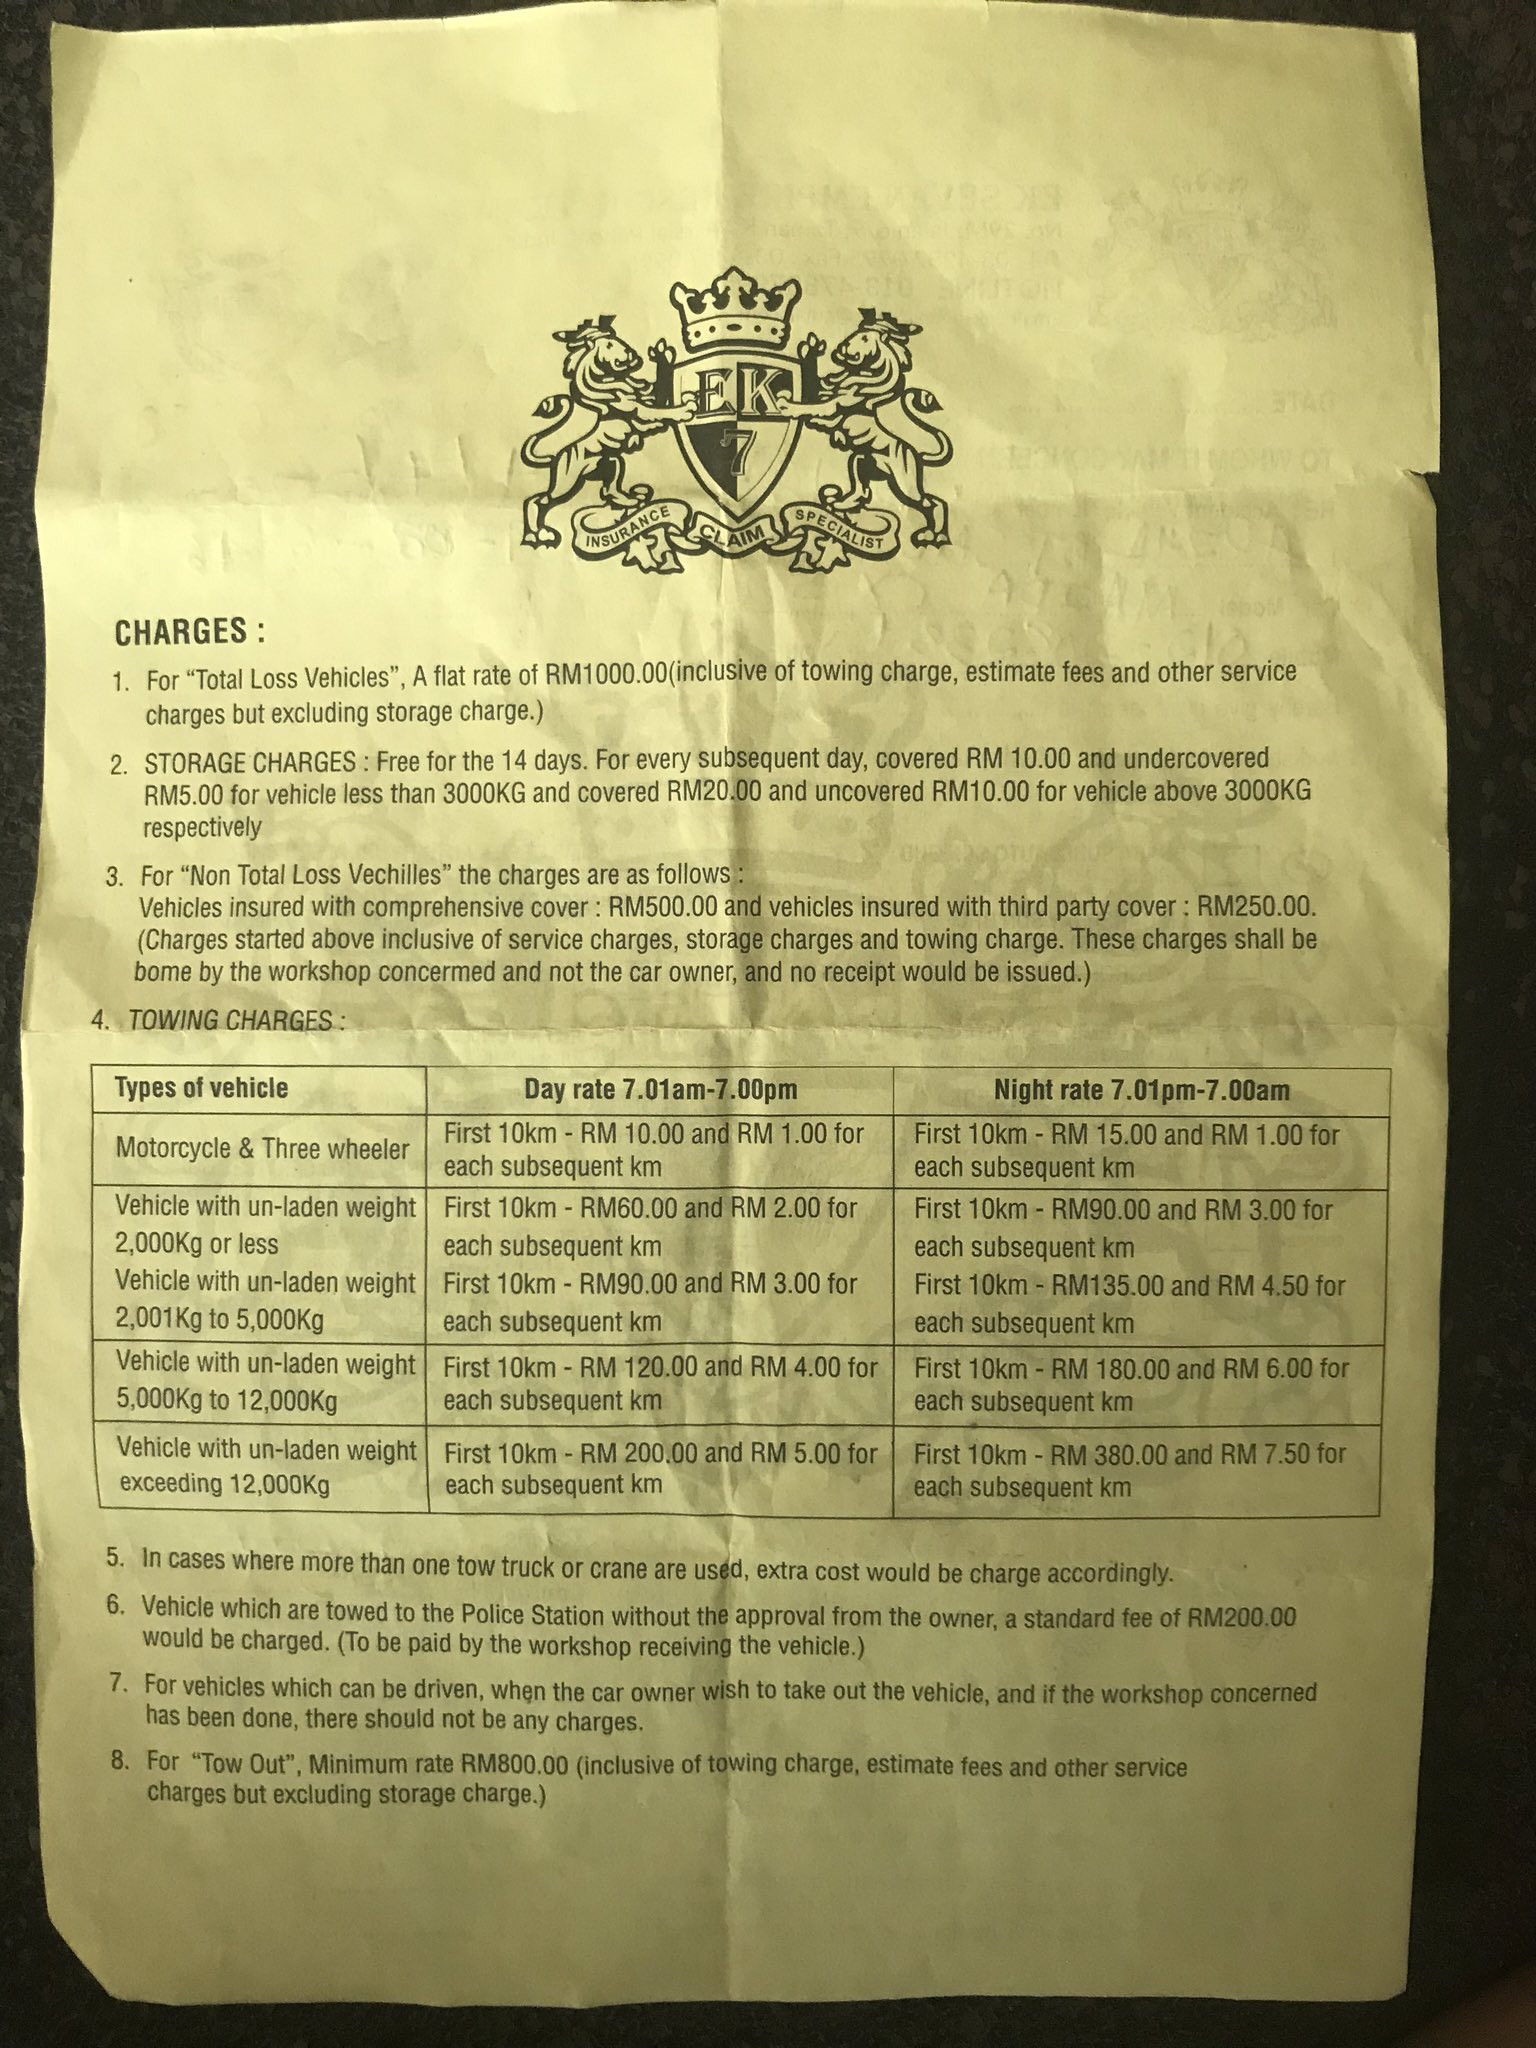 EK
7
INSURANCE CLAIM SPECIALIST
CHARGES :
1. For “Total Loss Vehicles”, A flat rate of RM1000.00(inclusive of towing charge, estimate fees and other service
charges but excluding storage charge.)
2. STORAGE CHARGES : Free for the 14 days. For every subsequent day, covered RM 10.00 and undercovered
RM5.00 for vehicle less than 3000KG and covered RM20.00 and uncovered RM10.00 for vehicle above 3000KG
respectively
3. For “Non Total Loss Vechilles” the charges are as follows :
Vehicles insured with comprehensive cover : RM500.00 and vehicles insured with third party cover : RM250.00.
(Charges started above inclusive of service charges, storage charges and towing charge. These charges shall be
bome by the workshop concermed and not the car owner, and no receipt would be issued.)
4. TOWING CHARGES :
Types of vehicle Day rate 7.01am-7.00pm Night rate 7.01pm-7.00am
Motorcycle & Three wheeler First 10km - RM 10.00 and RM 1.00 for First 10km - RM 15.00 and RM 1.00 for
each subsequent km each subsequent km
Vehicle with un-laden weight First 10km - RM60.00 and RM 2.00 for First 10km - RM90.00 and RM 3.00 for
2,000Kg or less each subsequent km each subsequent km
Vehicle with un-laden weight First 10km - RM90.00 and RM 3.00 for First 10km - RM135.00 and RM 4.50 for
2,001Kg to 5,000Kg each subsequent km each subsequent km
Vehicle with un-laden weight First 10km - RM 120.00 and RM 4.00 for First 10km - RM 180.00 and RM 6.00 for
5,000Kg to 12,000Kg each subsequent km each subsequent km
Vehicle with un-laden weight First 10km - RM 200.00 and RM 5.00 for First 10km - RM 380.00 and RM 7.50 for
exceeding 12,000Kg each subsequent km each subsequent km
5. In cases where more than one tow truck or crane are used, extra cost would be charge accordingly.
6. Vehicle which are towed to the Police Station without the approval from the owner, a standard fee of RM200.00
would be charged. (To be paid by the workshop receiving the vehicle.)
7. For vehicles which can be driven, when the car owner wish to take out the vehicle, and if the workshop concerned
has been done, there should not be any charges.
8. For “Tow Out”, Minimum rate RM800.00 (inclusive of towing charge, estimate fees and other service
charges but excluding storage charge.)